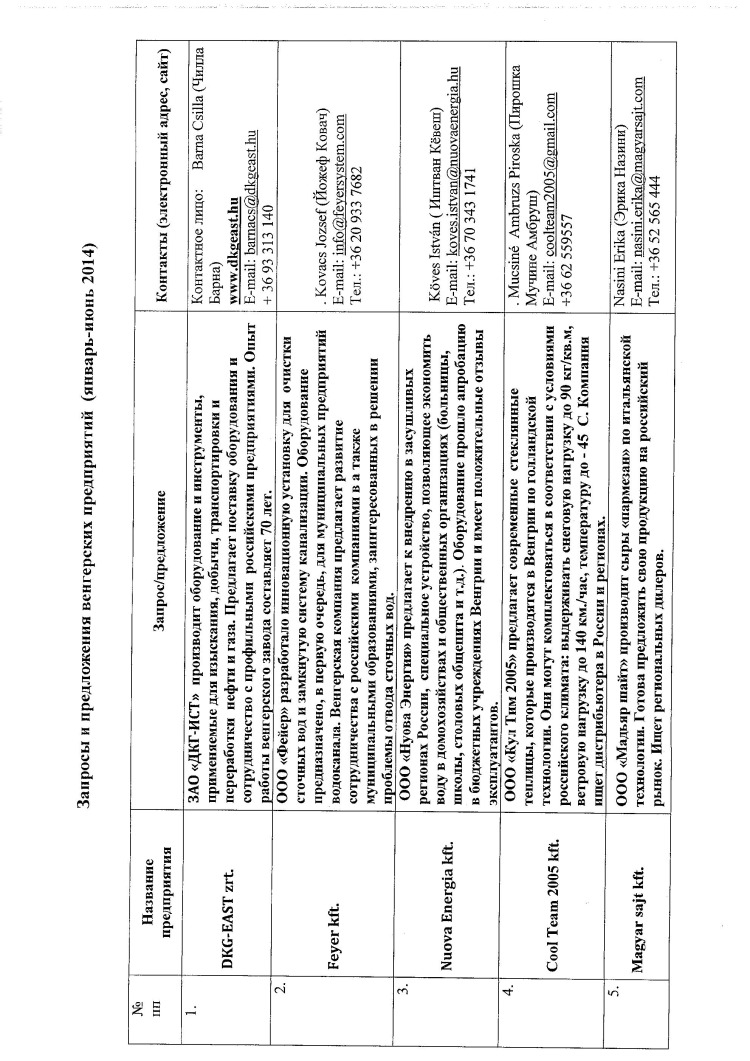 Запросы и предложения венгерских предприятий (январь-июнь 2014)
№
пп
Название
предприятия
Запрос/предложение
Контакты (электронный адрес, сайт)
1.
DKG-EAST zrt.
ЗАО «ДКГ-ИСТ» производит оборудование и инструменты,
применяемые для изыскания, добычи, транспортировки и
переработки нефти и газа. Предлагает поставку оборудования и
сотрудничество с профильными российскими предприятиями. Опыт
работы венгерского завода составляет 70 лет.
Контактное лицо: Barna Csilla (Чилла
Барна)
www.dkgeast.hu
E-mail: barnacs@dkgeast.hu
+ 36 93 313 140
2.
Feyer kft.
ООО «Фейер» разработало инновационную установку для очистки
сточных вод и замкнутую систему канализации. Оборудование
предназначено, в первую очередь, для муниципальных предприятий
водоканала. Венгерская компания предлагает развитие
сотрудничества с российскими компаниями в а также
муниципальными образованиями, заинтересованных в решении
проблемы отвода сточных вод.
. Kovacs Jozsef (Йожеф Ковач)
E-mail: info@feyersystem.com
Тел.: +36 20 933 7682
3.
Nuova Energia kft.
ООО «Нуова Энергия» предлагает к внедрению в засушливых
регионах России, специальное устройство, позволяющее экономить
воду в домохозяйствах и общественных организациях (больницы,
школы, столовых общепита и т.д.). Оборудование прошло апробацию
в бюджетных учреждениях Венгрии и имеет положительные отзывы
эксплуатантов.
Köves István ( Иштван Кёвеш)
E-mail: koves.istvan@nuovaenergia.hu
Тел.: +36 70 343 1741
4.
Cool Team 2005 kft.
ООО «Кул Тим 2005» предлагает современные стеклянные
теплицы, которые производятся в Венгрии по голландской
технологии. Они могут комплектоваться в соответствии с условиями
российского климата: выдерживать снеговую нагрузку до 90 кг/кв.м,
ветровую нагрузку до 140 км./час, температуру до - 45 С. Компания
ищет дистрибьютера в России и регионах.
. Mucsiné Ambruzs Piroska (Пирошка
Мучине Амбруш)
E-mail: coolteam2005@gmail.com
+36 62 559557
5.
Magyar sajt kft.
ООО «Мадьяр шайт» производит сыры «пармезан» по итальянской
технологии. Готова предложить свою продукцию на российский
рынок. Ищет региональных дилеров.
Nasini Erika (Эрика Назини)
E-mail: nasini.erika@magyarsajt.com
Тел.: +36 52 565 444